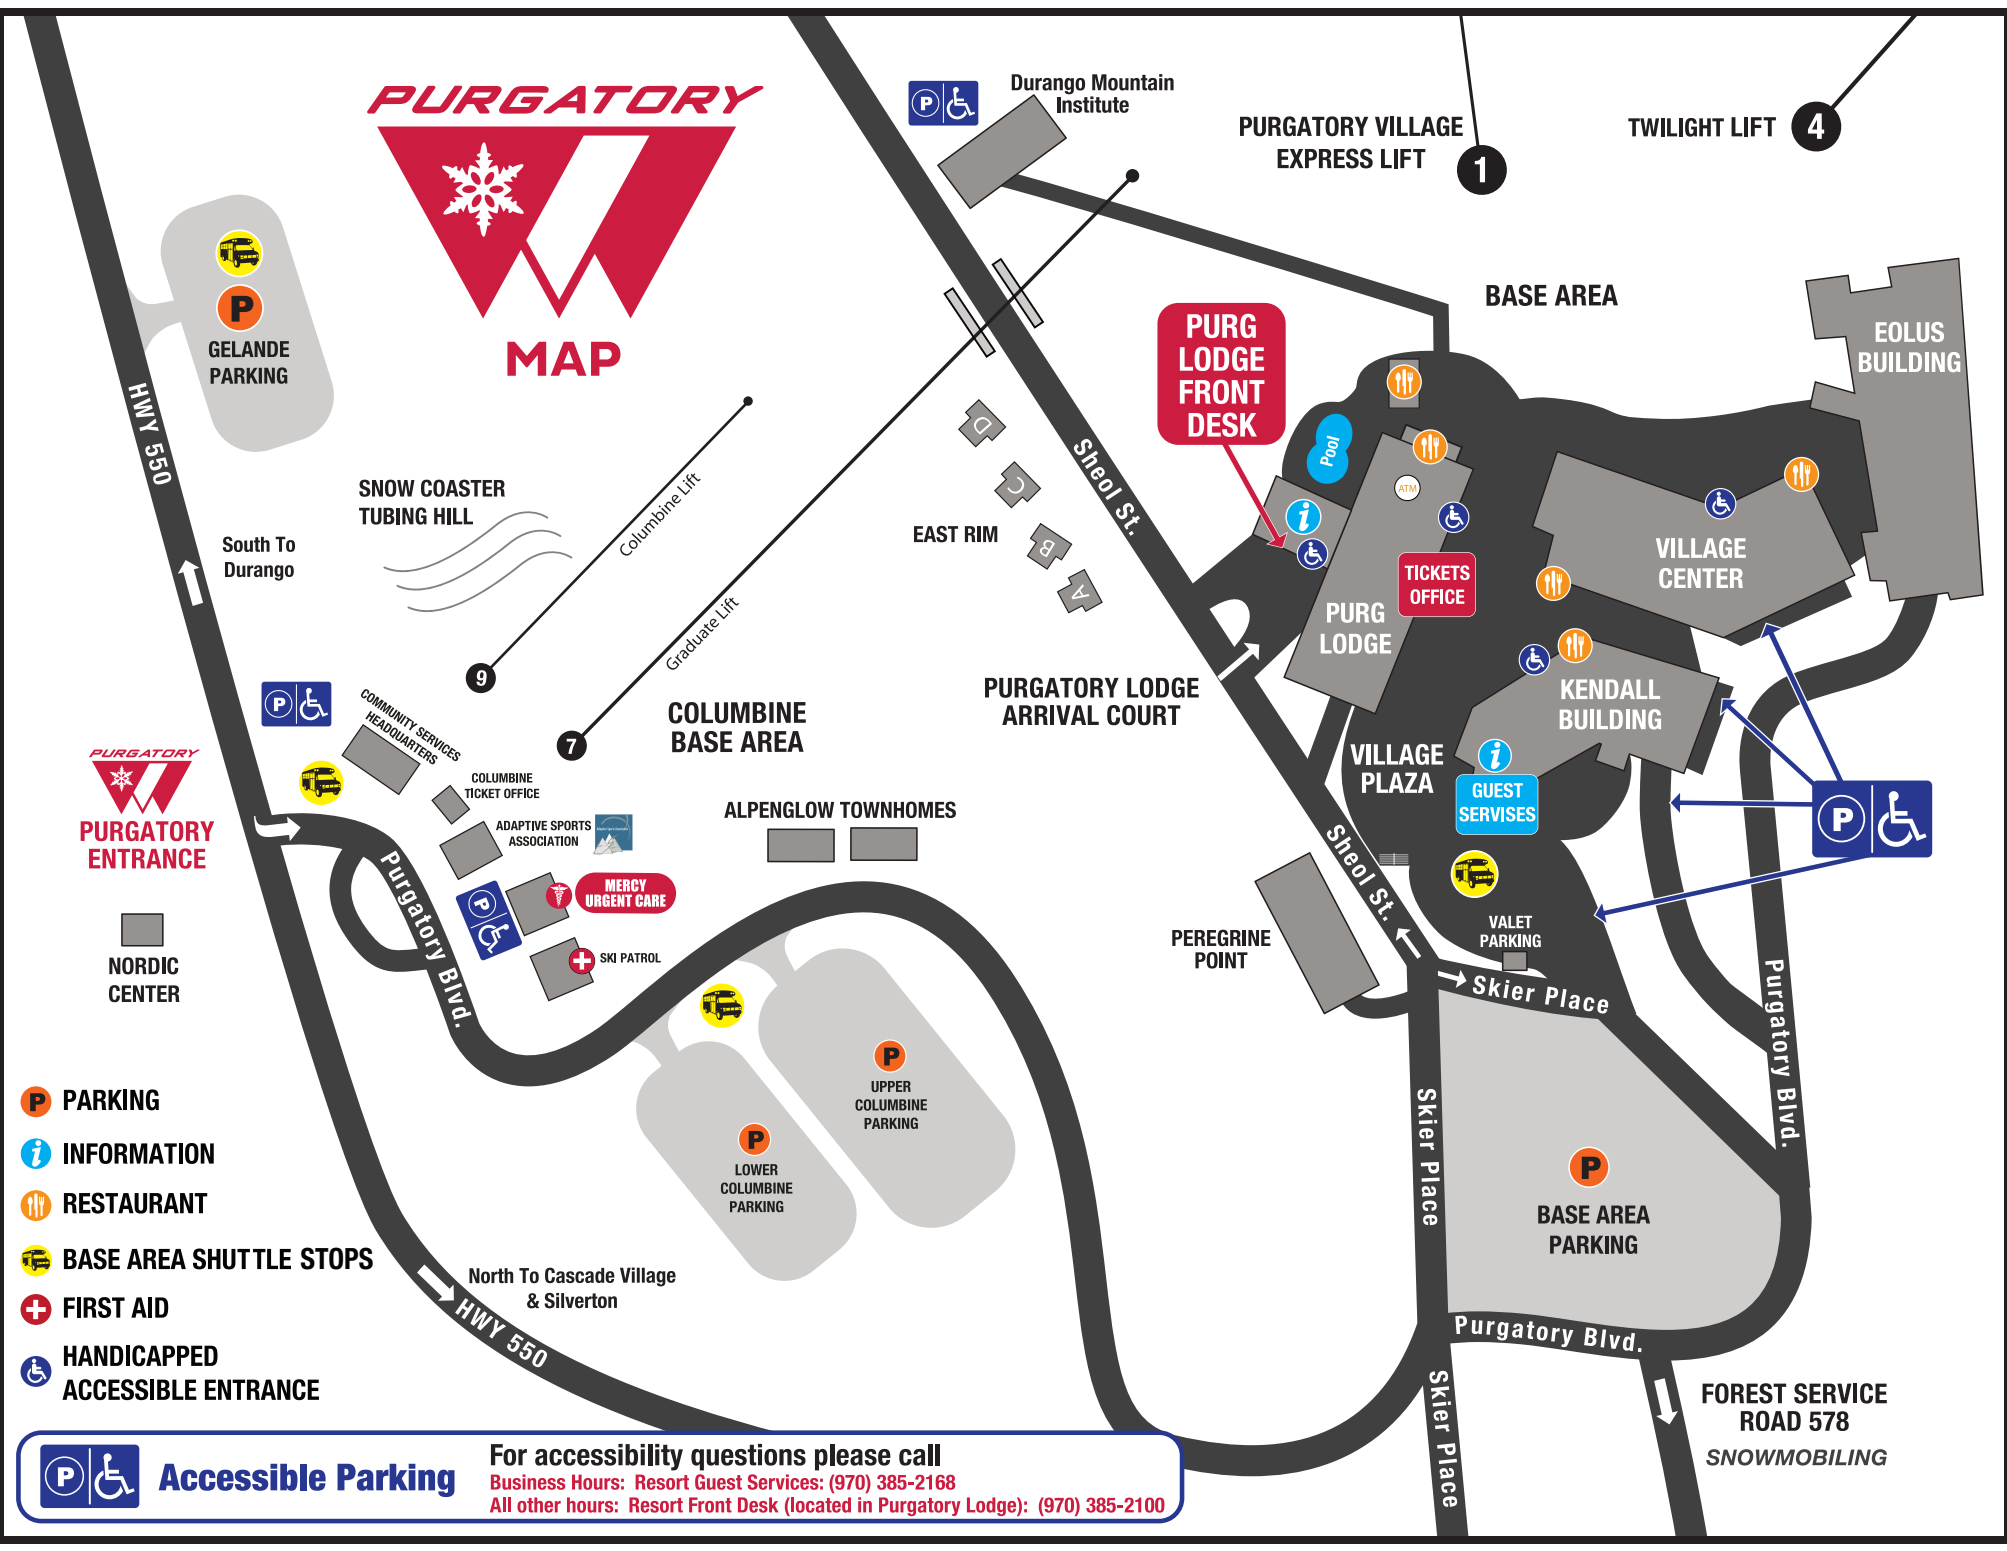 PURGATORY
MAP
Durango Mountain
Institute
P
PURGATORY VILLAGE
EXPRESS LIFT
1
TWILIGHT LIFT
4
BASE AREA
EOLUS
BUILDING
P
GELANDE
PARKING
HWY 550
South To
Durango
SNOW COASTER
TUBING HILL
Columbine Lift
9
Graduate Lift
7
D
C
B
A
EAST RIM
Sheol St.
PURG
LODGE
FRONT
DESK
Pool
i
ATM
TICKETS
OFFICE
PURG
LODGE
VILLAGE
CENTER
KENDALL
BUILDING
PURGATORY LODGE
ARRIVAL COURT
VILLAGE
PLAZA
i
GUEST
SERVISES
P
COLUMBINE
BASE AREA
P
COMMUNITY SERVICES
HEADQUARTERS
COLUMBINE
TICKET OFFICE
ADAPTIVE SPORTS
ASSOCIATION
ALPENGLOW TOWNHOMES
MERCY
URGENT CARE
P
SKI PATROL
PURGATORY
PURGATORY
ENTRANCE
NORDIC
CENTER
Purgatory Blvd.
Sheol St.
PEREGRINE
POINT
VALET
PARKING
Skier Place
Purgatory Blvd.
P
UPPER
COLUMBINE
PARKING
P
LOWER
COLUMBINE
PARKING
Skier Place
P
BASE AREA
PARKING
Purgatory Blvd.
Skier Place
FOREST SERVICE
ROAD 578
SNOWMOBILING
North To Cascade Village
& Silverton
HWY 550
P PARKING
i INFORMATION
RESTAURANT
BASE AREA SHUTTLE STOPS
FIRST AID
HANDICAPPED
ACCESSIBLE ENTRANCE
P
Accessible Parking
For accessibility questions please call
Business Hours: Resort Guest Services: (970) 385-2168
All other hours: Resort Front Desk (located in Purgatory Lodge): (970) 385-2100